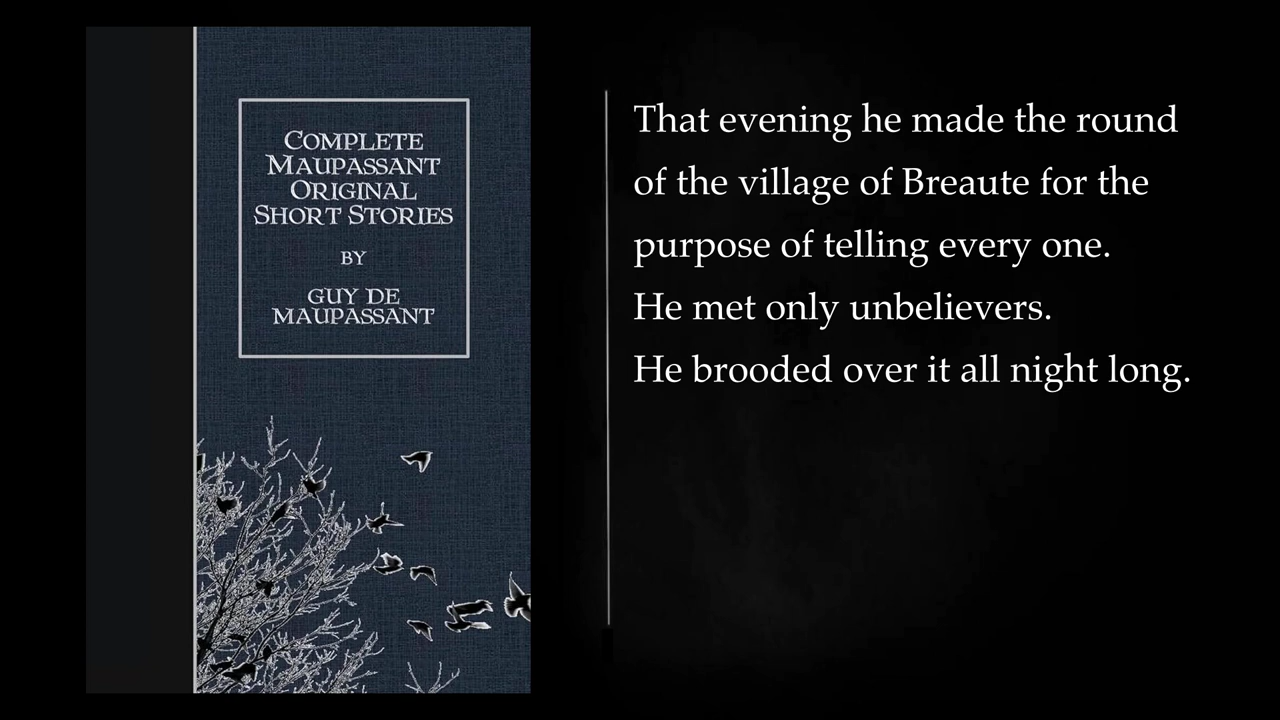 COMPLETE
MAUPASSANT
ORIGINAL
SHORT STORIES
BY
GUY DE
MAUPASSANT
That evening he made the round
of the village of Breaute for the
purpose of telling every one.
He met only unbelievers.
He brooded over it all night long.